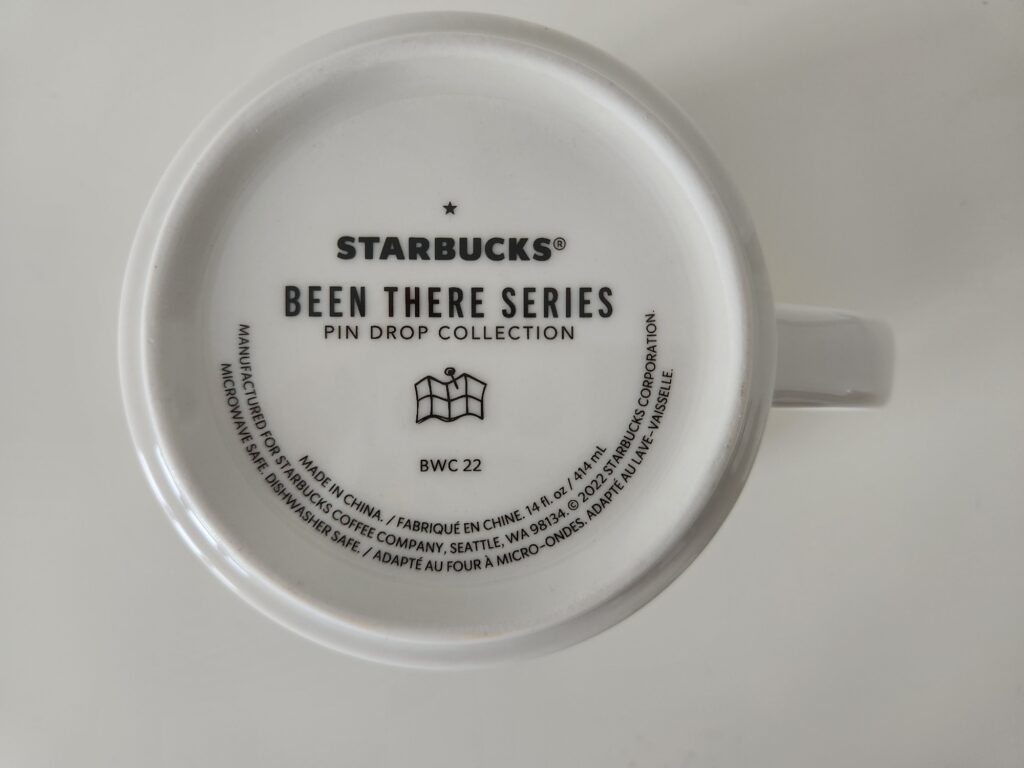 STARBUCKS®
BEEN THERE SERIES
PIN DROP COLLECTION
BWC 22
MADE IN CHINA. / FABRIQUÉ EN CHINE. 14 fl. oz / 414 mL
MANUFACTURED FOR STARBUCKS COFFEE COMPANY, SEATTLE, WA 98134. © 2022 STARBUCKS CORPORATION.
MICROWAVE SAFE. DISHWASHER SAFE. / ADAPTÉ AU FOUR À MICRO-ONDES. ADAPTÉ AU LAVE-VAISSELLE.